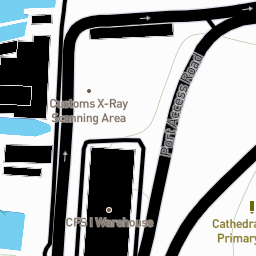 Customs X-Ray
Scanning Area
Port Access Road
CFS I Warehouse
Cathedra
Primary